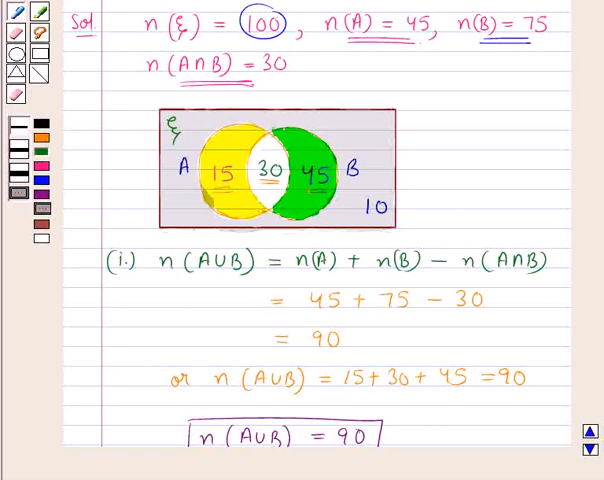 Sol. n(ξ) = 100, n(A) = 45, n(B) = 75
n(A∩B) = 30
ξ
A 15 30 45 B
10
(i.) n(A∪B) = n(A) + n(B) - n(A∩B)
= 45 + 75 - 30
= 90
or n(A∪B) = 15 + 30 + 45 = 90
n(A∪B) = 90